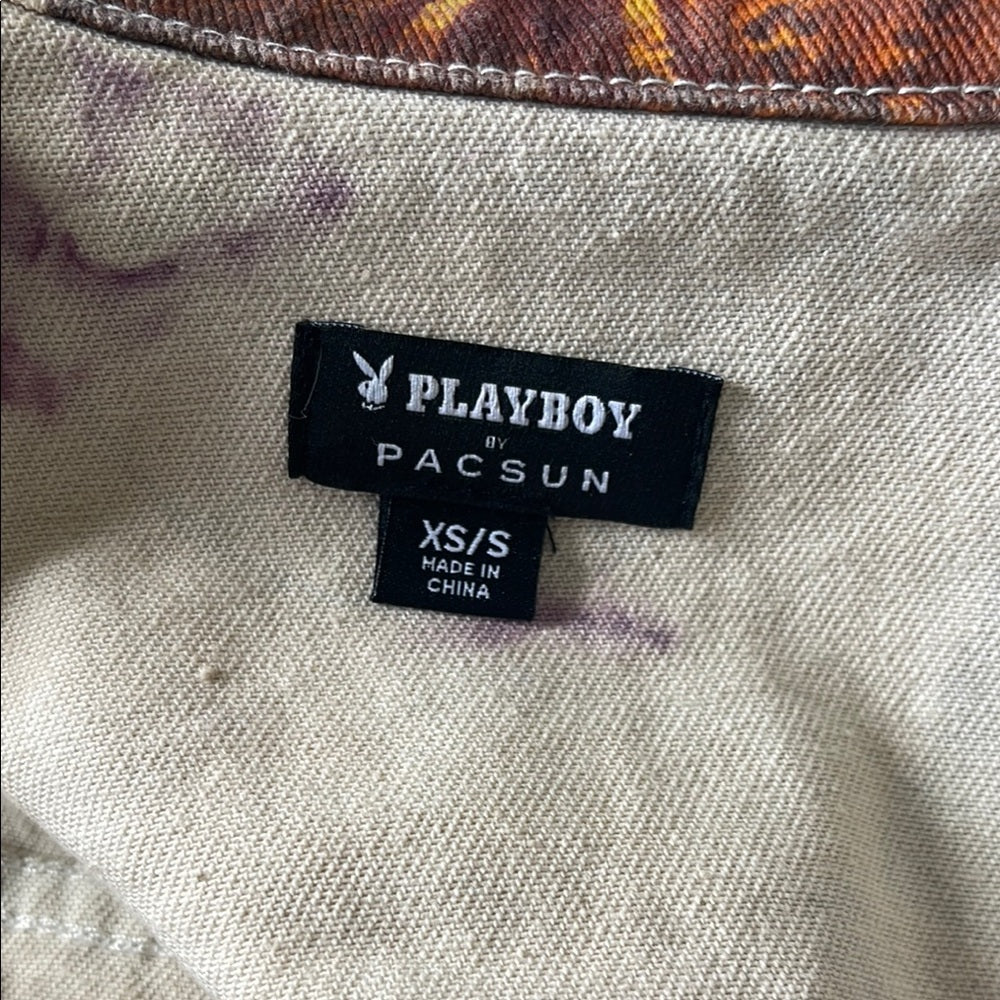 PLAYBOY
BY
PACSUN
XS/S
MADE IN
CHINA